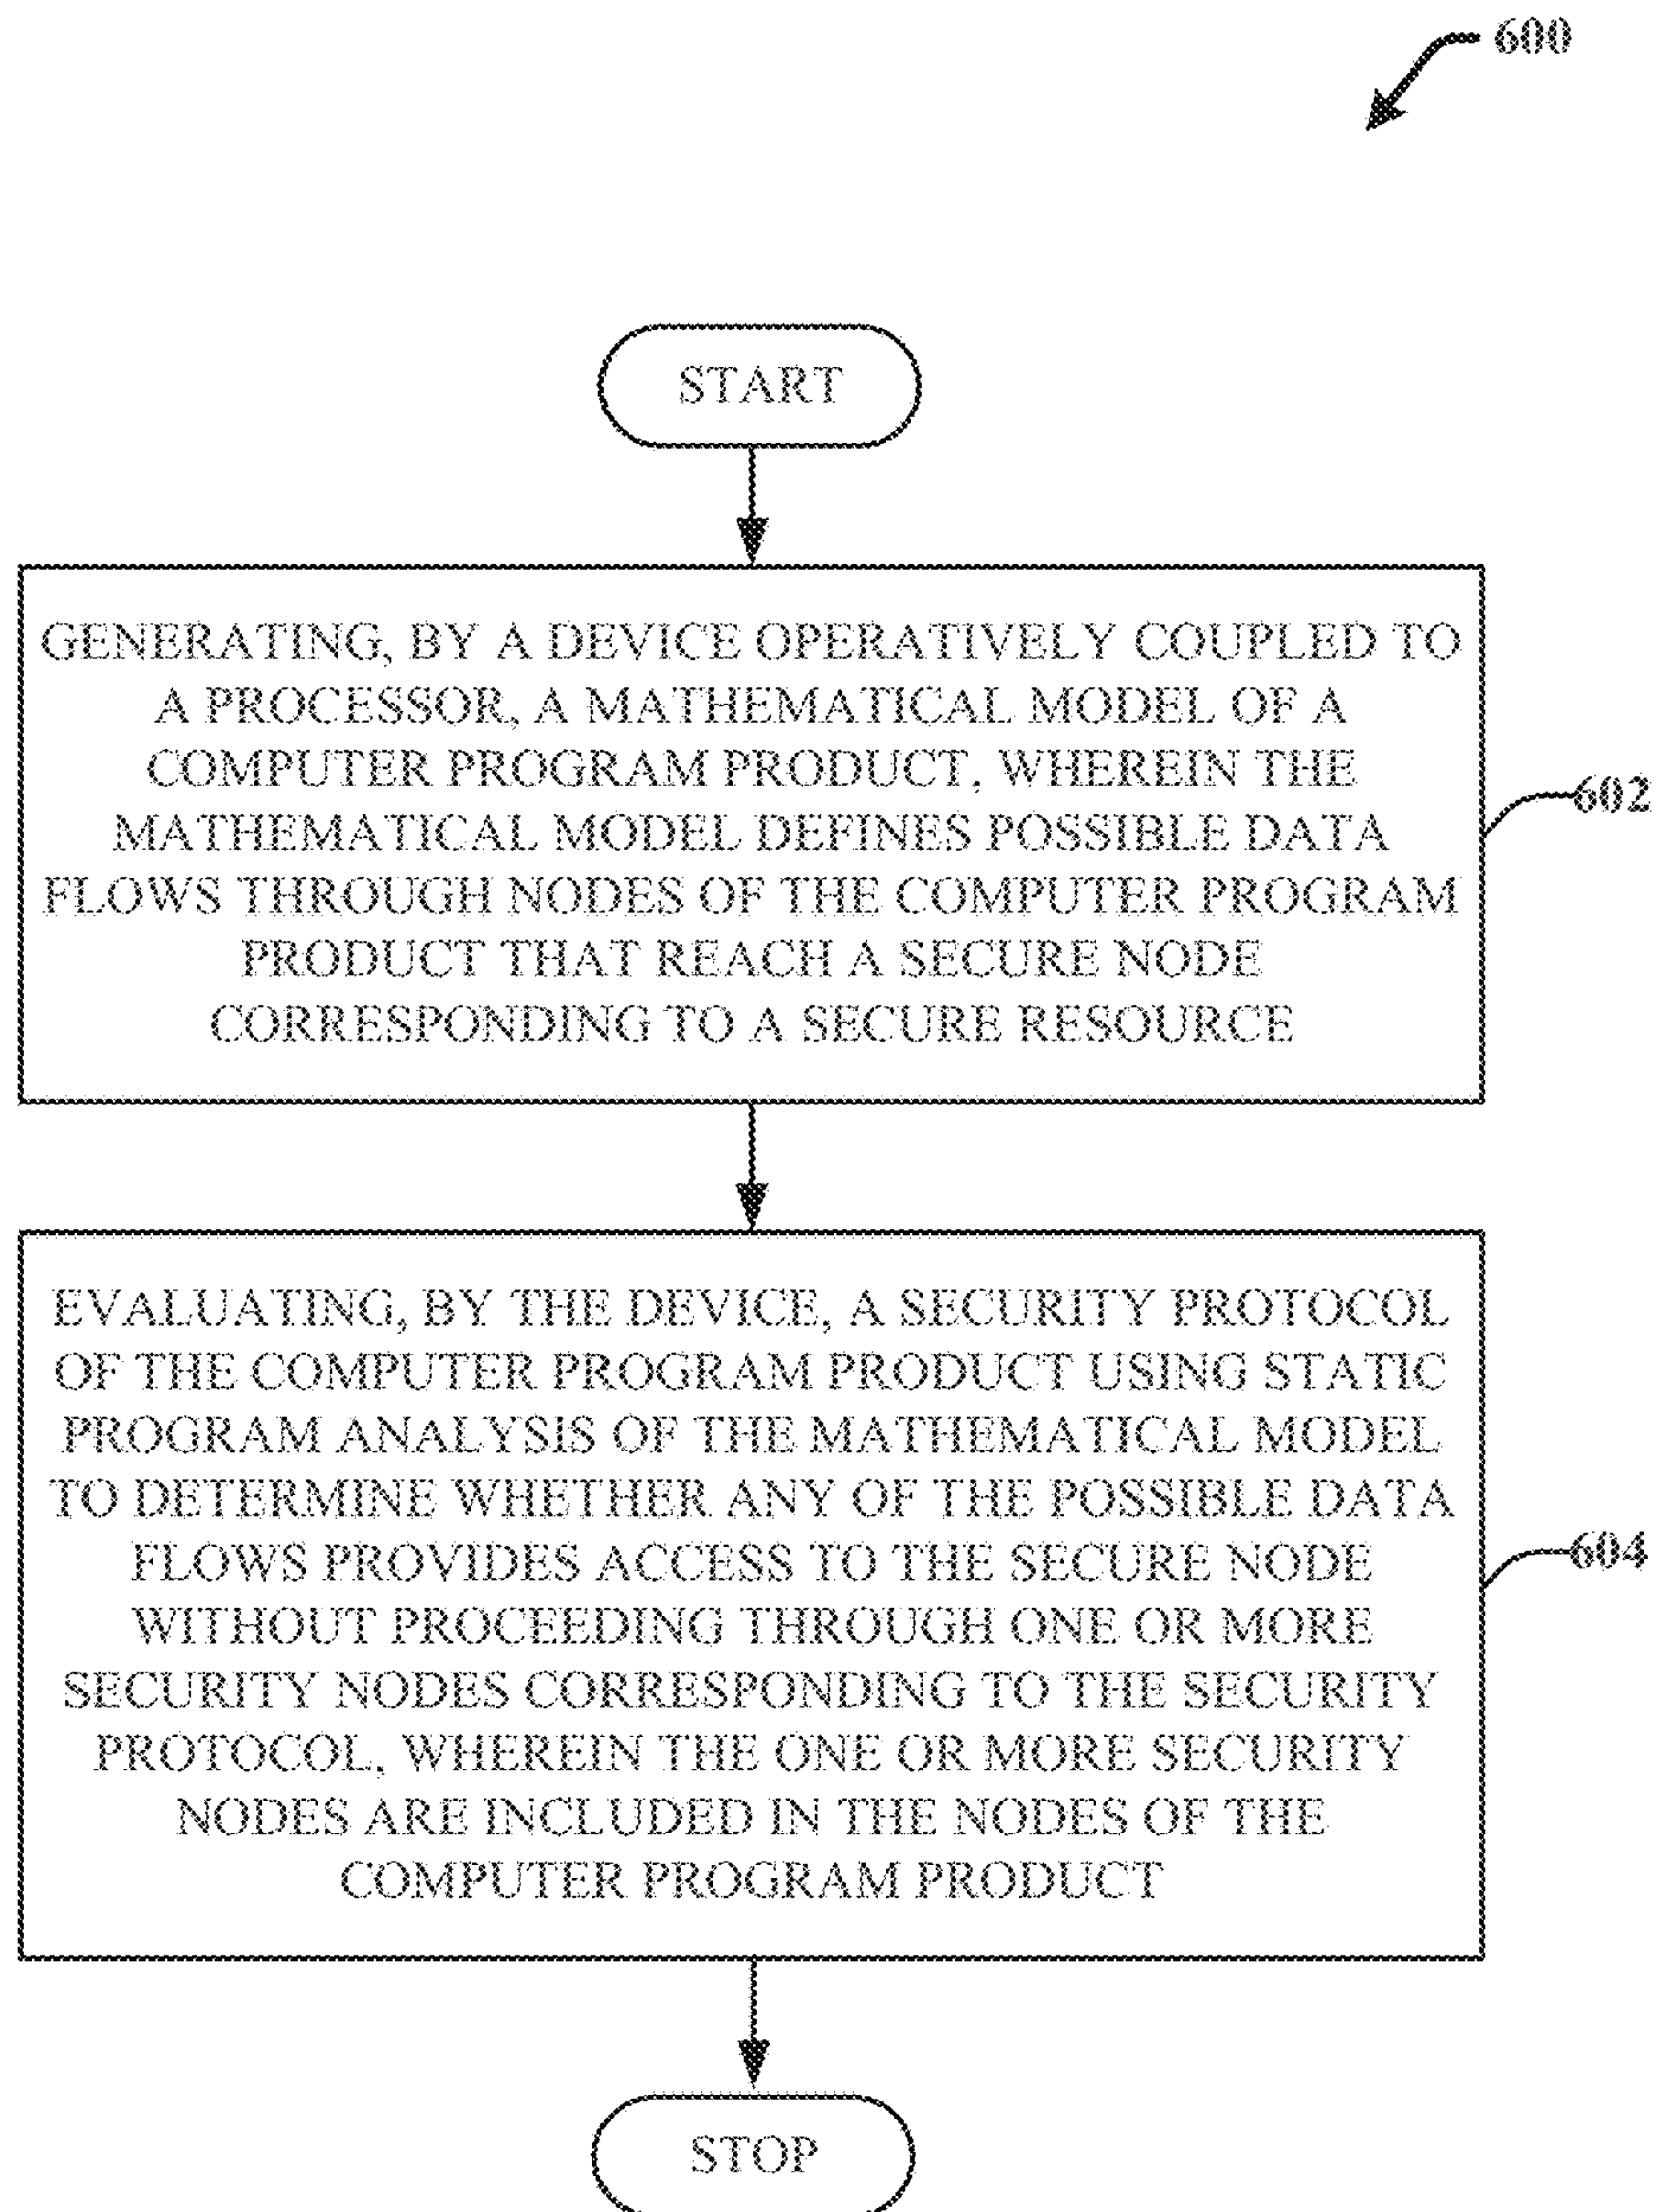 600
START
GENERATING, BY A DEVICE OPERATIVELY COUPLED TO
A PROCESSOR, A MATHEMATICAL MODEL OF A
COMPUTER PROGRAM PRODUCT, WHEREIN THE
MATHEMATICAL MODEL DEFINES POSSIBLE DATA
FLOWS THROUGH NODES OF THE COMPUTER PROGRAM
PRODUCT THAT REACH A SECURE NODE
CORRESPONDING TO A SECURE RESOURCE
602
EVALUATING, BY THE DEVICE, A SECURITY PROTOCOL
OF THE COMPUTER PROGRAM PRODUCT USING STATIC
PROGRAM ANALYSIS OF THE MATHEMATICAL MODEL
TO DETERMINE WHETHER ANY OF THE POSSIBLE DATA
FLOWS PROVIDES ACCESS TO THE SECURE NODE
WITHOUT PROCEEDING THROUGH ONE OR MORE
SECURITY NODES CORRESPONDING TO THE SECURITY
PROTOCOL, WHEREIN THE ONE OR MORE SECURITY
NODES ARE INCLUDED IN THE NODES OF THE
COMPUTER PROGRAM PRODUCT
604
STOP